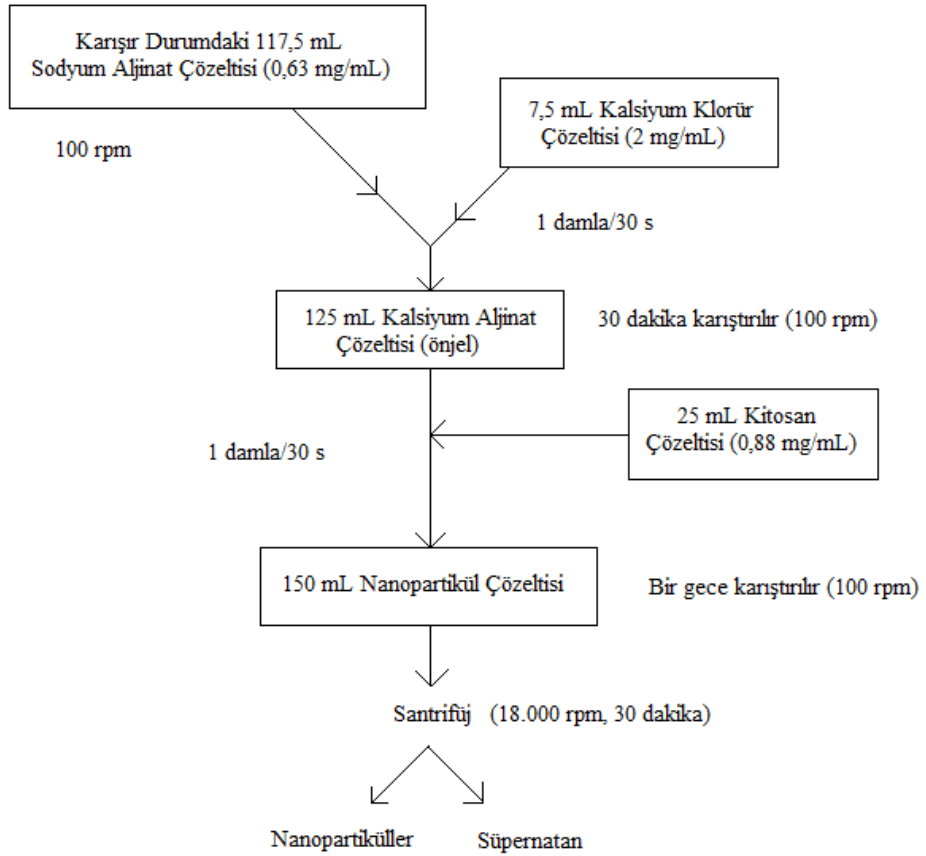 Karışır Durumdaki 117,5 mL
Sodyum Aljinat Çözeltisi (0,63 mg/mL)
7,5 mL Kalsiyum Klorür
Çözeltisi (2 mg/mL)
100 rpm
1 damla/30 s
125 mL Kalsiyum Aljinat
Çözeltisi (önjel)
30 dakika karıştırılır (100 rpm)
25 mL Kitosan
Çözeltisi (0,88 mg/mL)
1 damla/30 s
150 mL Nanopartikül Çözeltisi
Bir gece karıştırılır (100 rpm)
Santrifüj (18.000 rpm, 30 dakika)
Nanopartiküller
Süpernatan